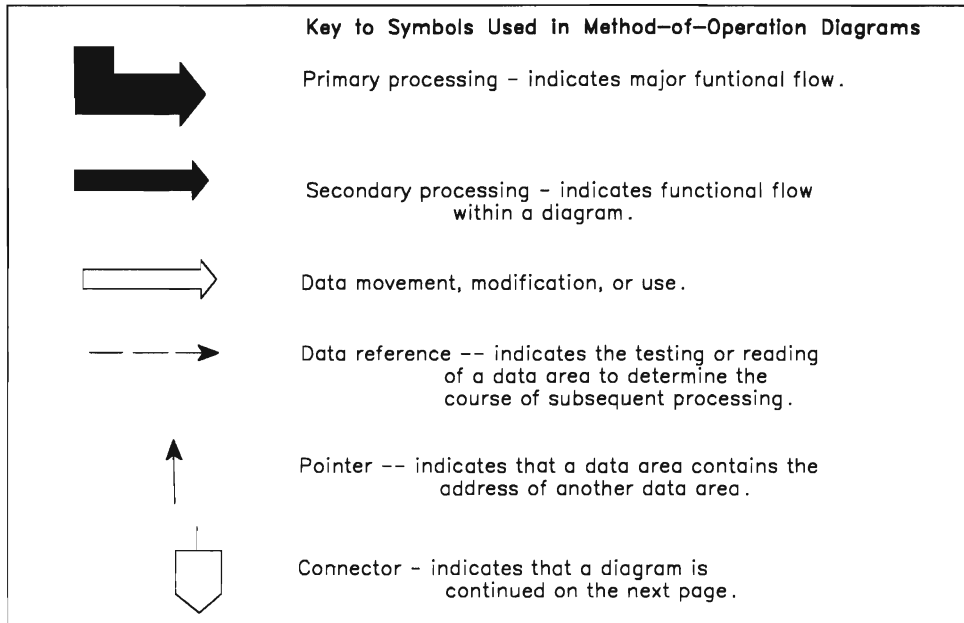 Key to Symbols Used in Method-of-Operation Diagrams
Primary processing - indicates major funtional flow.
Secondary processing - indicates functional flow
within a diagram.
Data movement, modification, or use.
Data reference -- indicates the testing or reading
of a data area to determine the
course of subsequent processing.
Pointer -- indicates that a data area contains the
address of another data area.
Connector - indicates that a diagram is
continued on the next page.